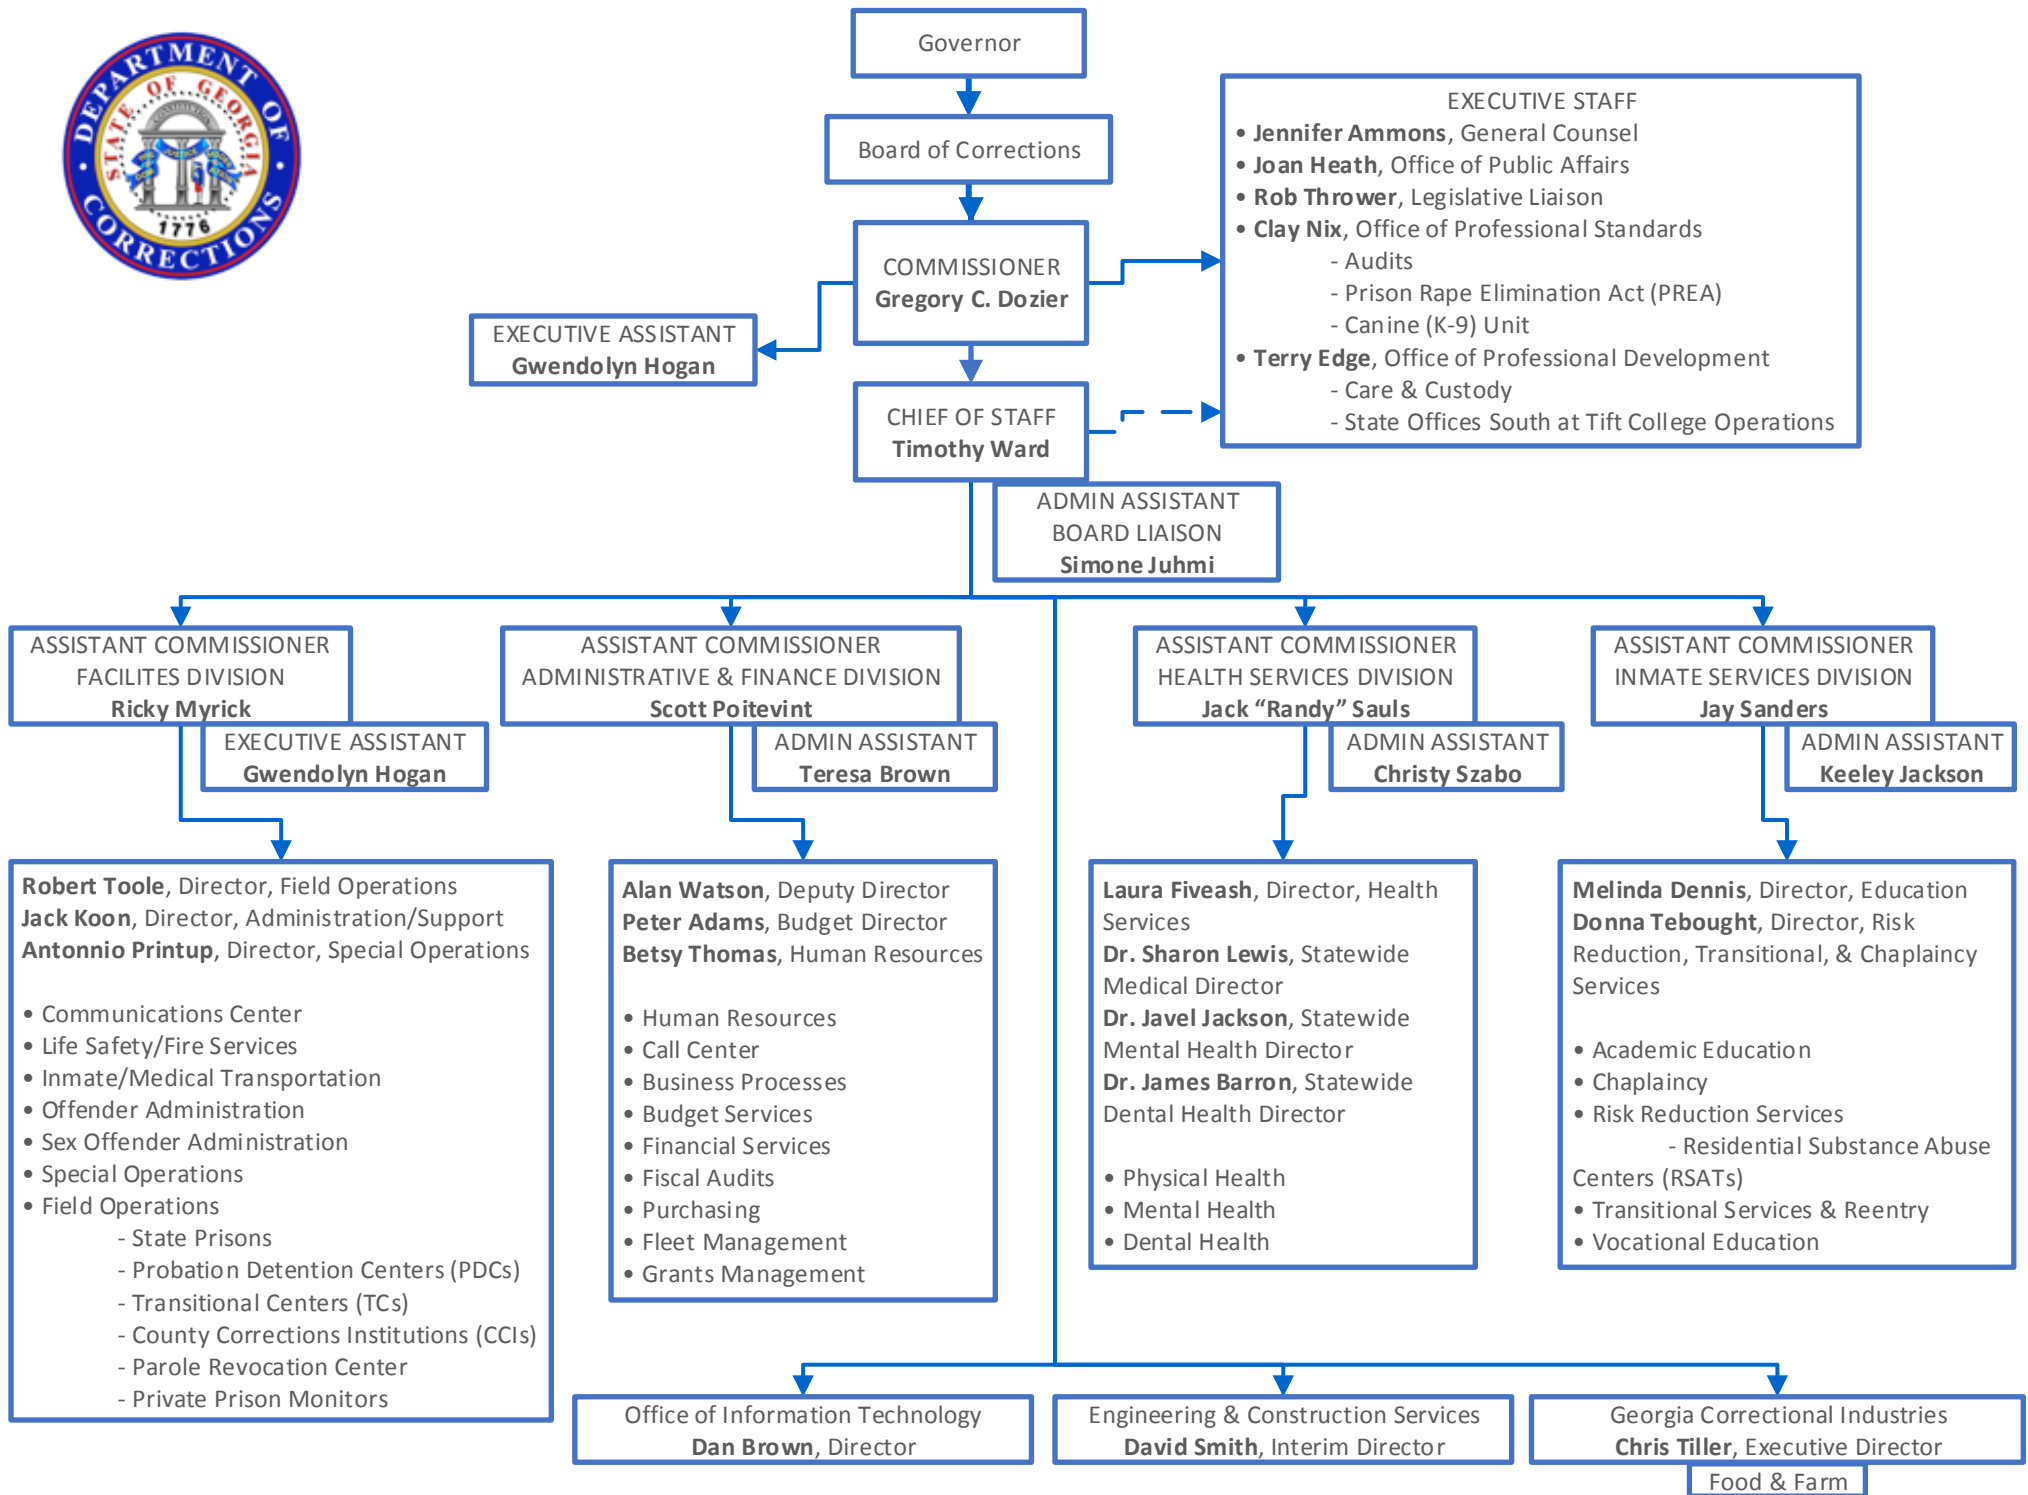 DEPARTMENT OF CORRECTIONS
STATE OF GEORGIA
1776
Governor
Board of Corrections
COMMISSIONER
Gregory C. Dozier
EXECUTIVE ASSISTANT
Gwendolyn Hogan
CHIEF OF STAFF
Timothy Ward
EXECUTIVE STAFF
• Jennifer Ammons, General Counsel
• Joan Heath, Office of Public Affairs
• Rob Thrower, Legislative Liaison
• Clay Nix, Office of Professional Standards
- Audits
- Prison Rape Elimination Act (PREA)
- Canine (K-9) Unit
• Terry Edge, Office of Professional Development
- Care & Custody
- State Offices South at Tift College Operations
ADMIN ASSISTANT
BOARD LIAISON
Simone Juhmi
ASSISTANT COMMISSIONER
FACILITES DIVISION
Ricky Myrick
EXECUTIVE ASSISTANT
Gwendolyn Hogan
ASSISTANT COMMISSIONER
ADMINISTRATIVE & FINANCE DIVISION
Scott Poitevint
ADMIN ASSISTANT
Teresa Brown
ASSISTANT COMMISSIONER
HEALTH SERVICES DIVISION
Jack “Randy” Sauls
ADMIN ASSISTANT
Christy Szabo
ASSISTANT COMMISSIONER
INMATE SERVICES DIVISION
Jay Sanders
ADMIN ASSISTANT
Keeley Jackson
Robert Toole, Director, Field Operations
Jack Koon, Director, Administration/Support
Antonnio Printup, Director, Special Operations
• Communications Center
• Life Safety/Fire Services
• Inmate/Medical Transportation
• Offender Administration
• Sex Offender Administration
• Special Operations
• Field Operations
- State Prisons
- Probation Detention Centers (PDCs)
- Transitional Centers (TCs)
- County Corrections Institutions (CCIs)
- Parole Revocation Center
- Private Prison Monitors
Alan Watson, Deputy Director
Peter Adams, Budget Director
Betsy Thomas, Human Resources
• Human Resources
• Call Center
• Business Processes
• Budget Services
• Financial Services
• Fiscal Audits
• Purchasing
• Fleet Management
• Grants Management
Laura Fiveash, Director, Health
Services
Dr. Sharon Lewis, Statewide
Medical Director
Dr. Javel Jackson, Statewide
Mental Health Director
Dr. James Barron, Statewide
Dental Health Director
• Physical Health
• Mental Health
• Dental Health
Melinda Dennis, Director, Education
Donna Tebought, Director, Risk
Reduction, Transitional, & Chaplaincy
Services
• Academic Education
• Chaplaincy
• Risk Reduction Services
- Residential Substance Abuse
Centers (RSATs)
• Transitional Services & Reentry
• Vocational Education
Office of Information Technology
Dan Brown, Director
Engineering & Construction Services
David Smith, Interim Director
Georgia Correctional Industries
Chris Tiller, Executive Director
Food & Farm